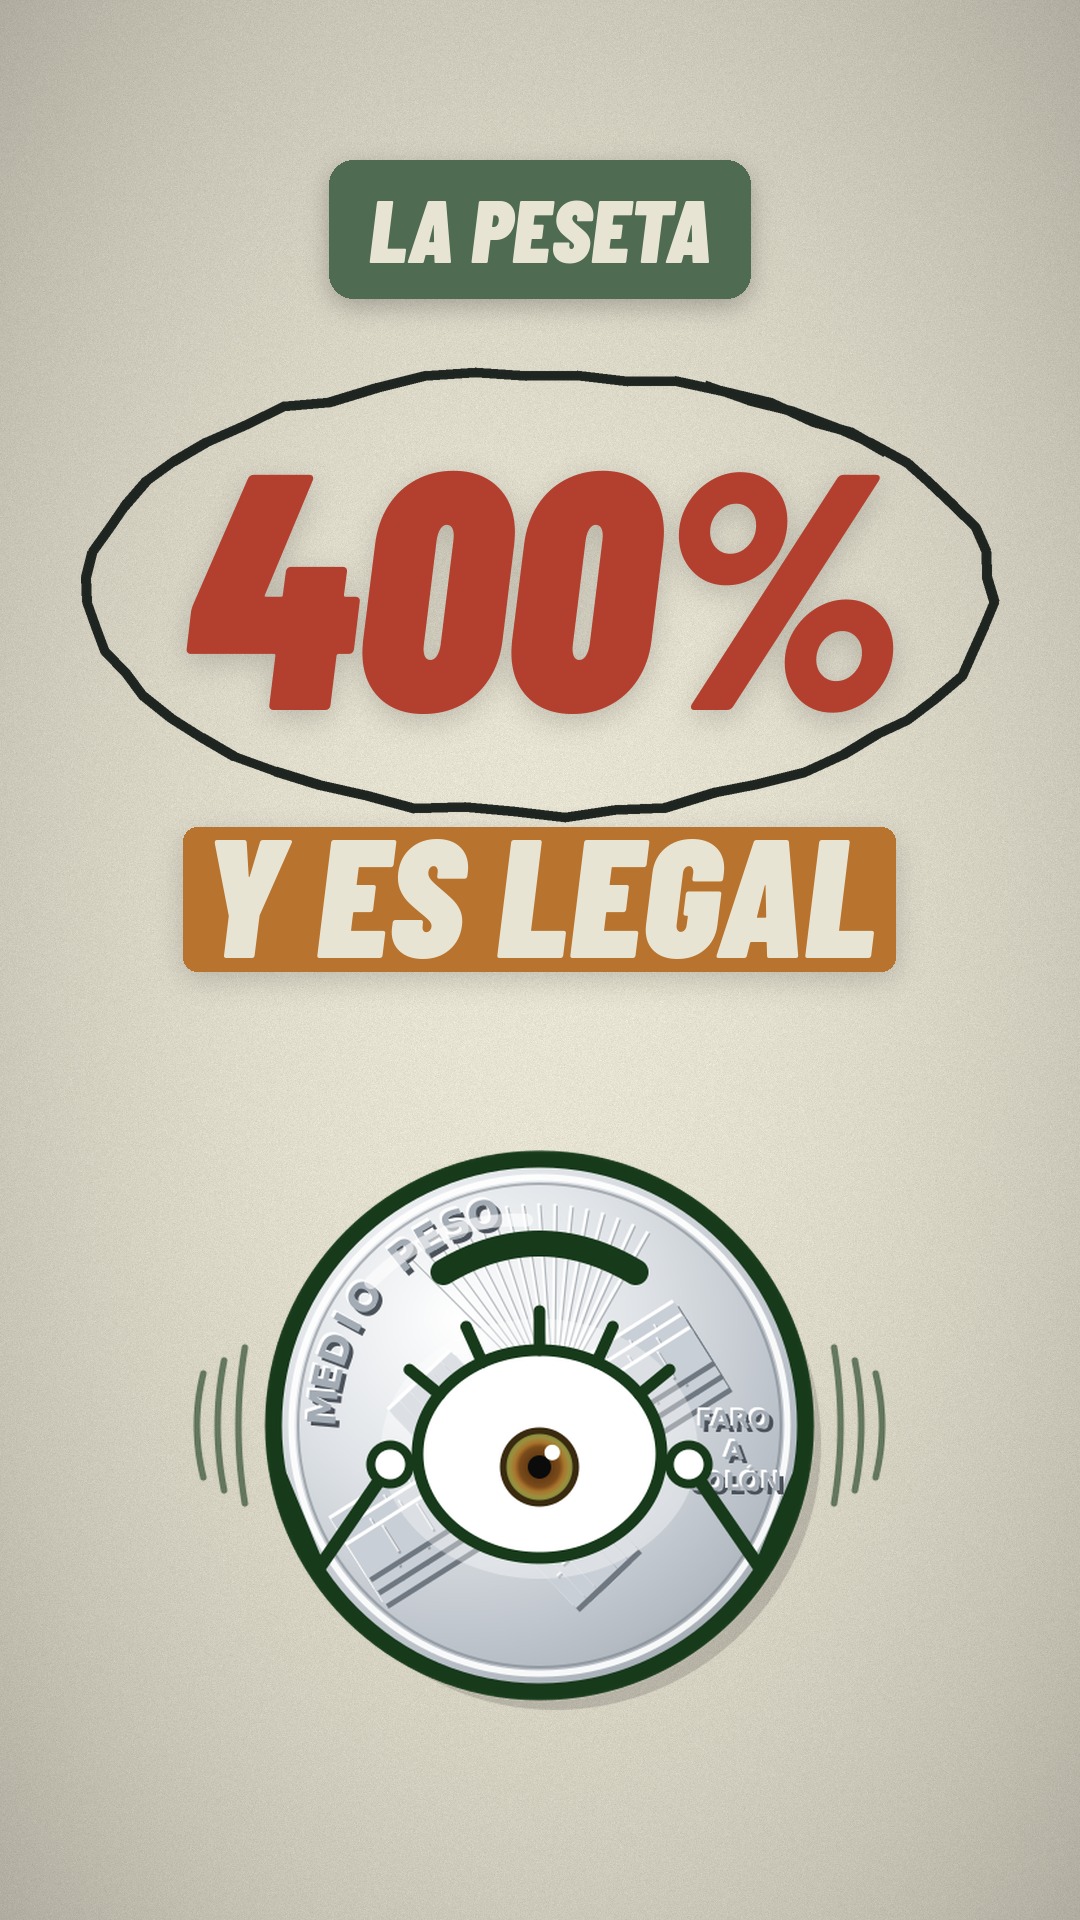 LA PESETA
400%
Y ES LEGAL
MEDIO PESO
FARO
A
COLÓN